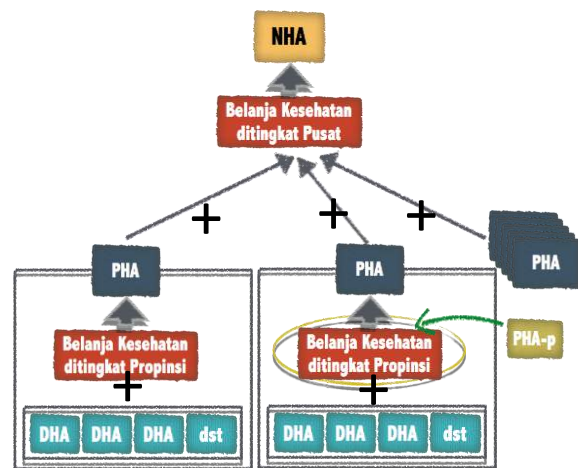 NHA
Belanja Kesehatan
ditingkat Pusat
+
+
+
PHA
PHA
PHA
Belanja Kesehatan
ditingkat Propinsi
+
Belanja Kesehatan
ditingkat Propinsi
+
PHA-p
DHA DHA DHA dst
DHA DHA DHA dst